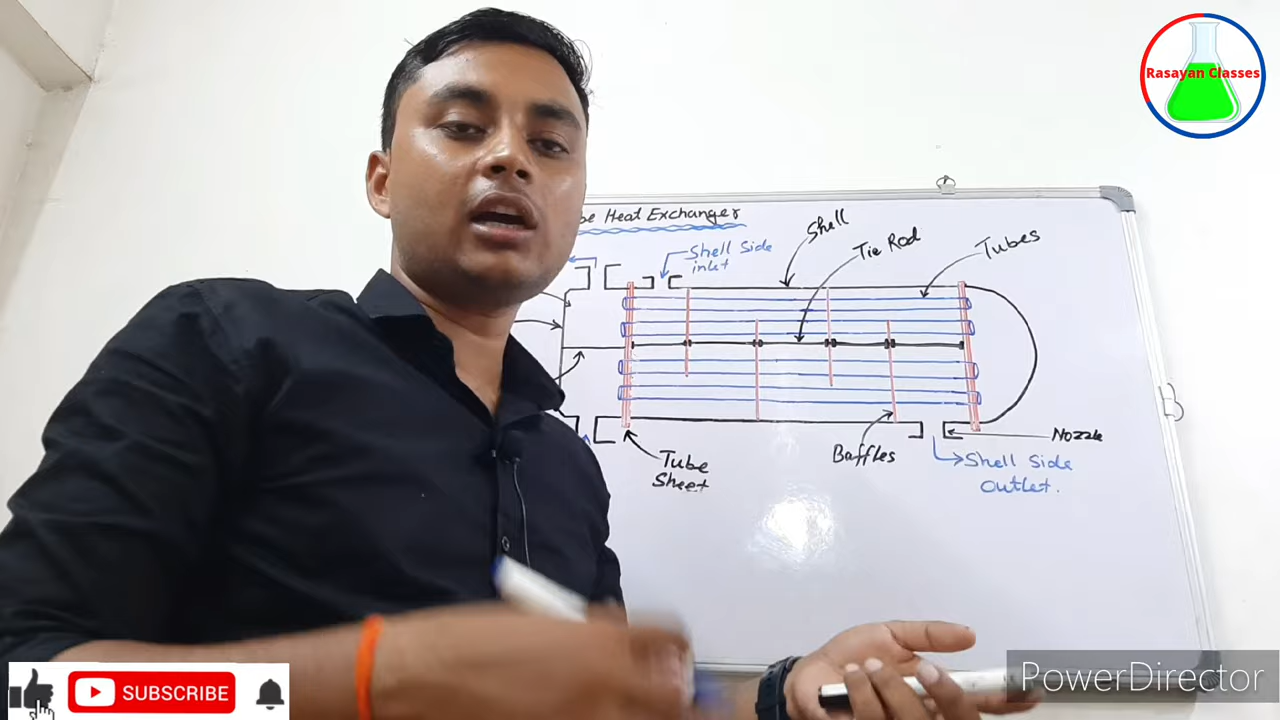 Rasayan Classes
be Heat Exchanger
Shell Side
inlet
Shell
Tie Rod
Tubes
Tube
Sheet
Baffles
Nozzle
Shell Side
Outlet.
SUBSCRIBE
PowerDirector